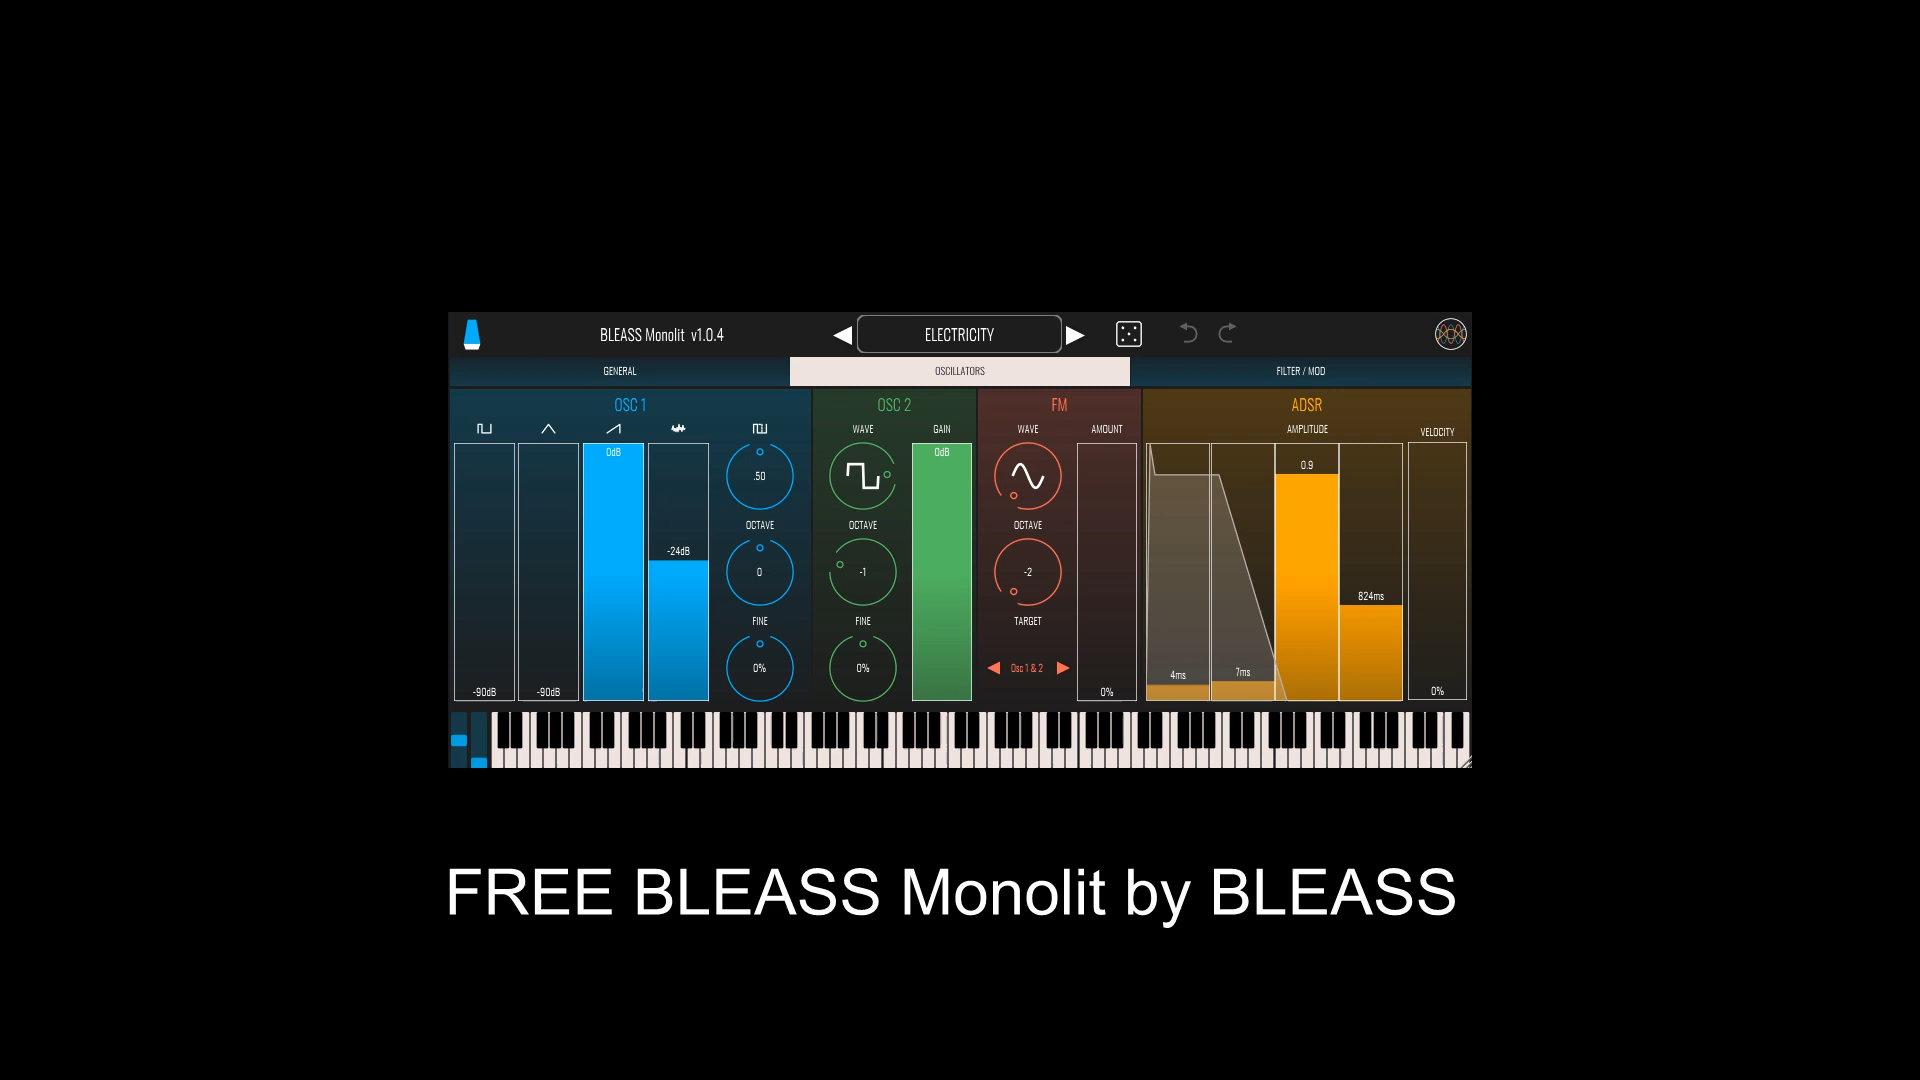 BLEASS Monolit v1.0.4
ELECTRICITY
GENERAL
OSCILLATORS
FILTER / MOD
OSC 1
OSC 2
FM
ADSR
WAVE
GAIN
WAVE
AMOUNT
AMPLITUDE
VELOCITY
0dB
0dB
0.9
.50
OCTAVE
OCTAVE
OCTAVE
-24dB
0
-1
-2
824ms
FINE
FINE
TARGET
0%
0%
Osc 1 & 2
4ms
7ms
-90dB
-90dB
0%
0%
FREE BLEASS Monolit by BLEASS